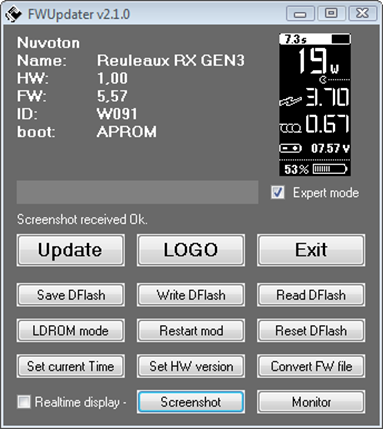 FWUpdater v2.1.0
Nuvoton
Name: Reuleaux RX GEN3
HW: 1,00
FW: 5,57
ID: W091
boot: APROM
7.3s
19W
3.70
0.67
07.57 V
53%
Expert mode
Screenshot received Ok.
Update LOGO Exit
Save DFlash Write DFlash Read DFlash
LDROM mode Restart mod Reset DFlash
Set current Time Set HW version Convert FW file
Realtime display - Screenshot Monitor